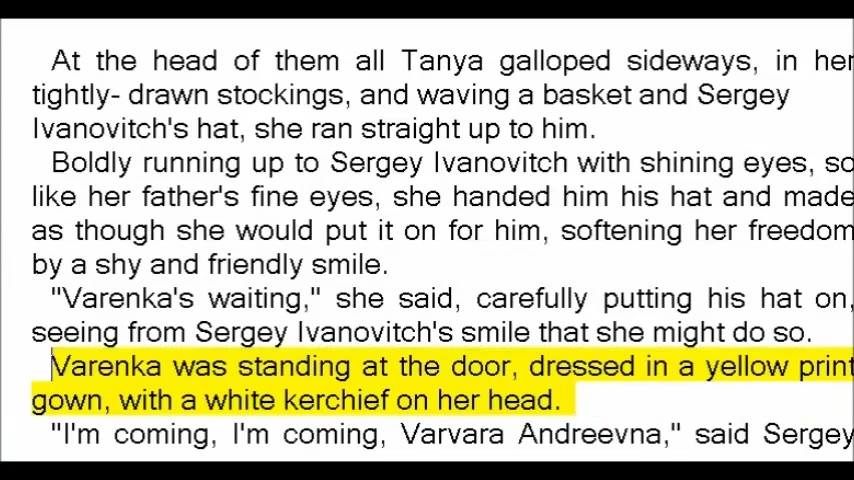 At the head of them all Tanya galloped sideways, in her
tightly- drawn stockings, and waving a basket and Sergey
Ivanovitch's hat, she ran straight up to him.
Boldly running up to Sergey Ivanovitch with shining eyes, so
like her father's fine eyes, she handed him his hat and made
as though she would put it on for him, softening her freedom
by a shy and friendly smile.
"Varenka's waiting," she said, carefully putting his hat on,
seeing from Sergey Ivanovitch's smile that she might do so.
Varenka was standing at the door, dressed in a yellow print
gown, with a white kerchief on her head.
"I'm coming, I'm coming, Varvara Andreevna," said Sergey